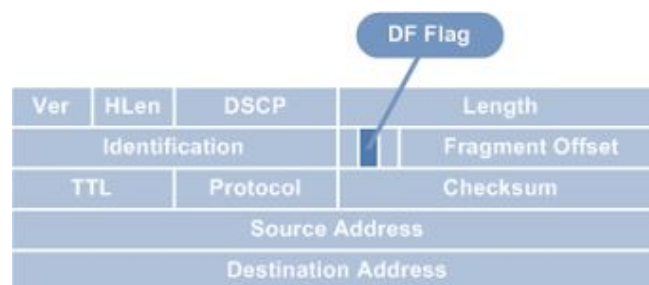 DF Flag
Ver HLen DSCP Length
Identification Fragment Offset
TTL Protocol Checksum
Source Address
Destination Address